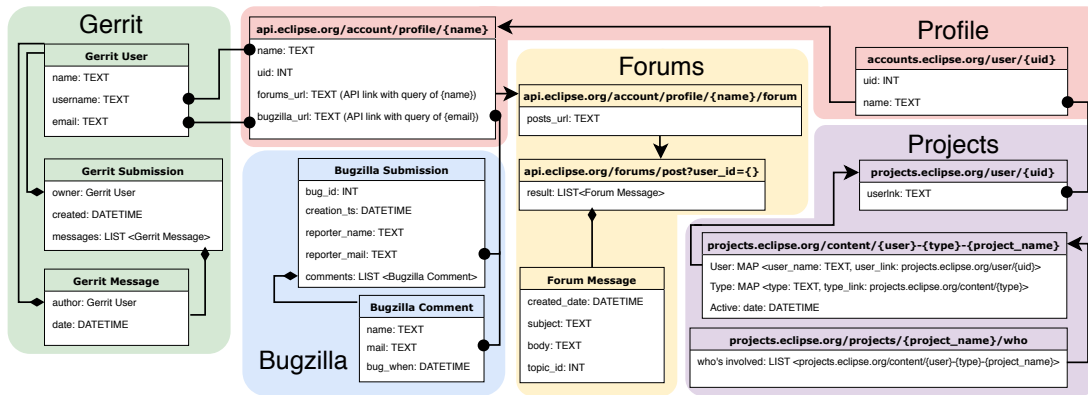 Gerrit
Gerrit User
name: TEXT
username: TEXT
email: TEXT
Gerrit Submission
owner: Gerrit User
created: DATETIME
messages: LIST <Gerrit Message>
Gerrit Message
author: Gerrit User
date: DATETIME
api.eclipse.org/account/profile/{name}
name: TEXT
uid: INT
forums_url: TEXT (API link with query of {name})
bugzilla_url: TEXT (API link with query of {email})
Bugzilla Submission
bug_id: INT
creation_ts: DATETIME
reporter_name: TEXT
reporter_mail: TEXT
comments: LIST <Bugzilla Comment>
Bugzilla Comment
name: TEXT
mail: TEXT
bug_when: DATETIME
Bugzilla
Forums
api.eclipse.org/account/profile/{name}/forum
posts_url: TEXT
api.eclipse.org/forums/post?user_id={}
result: LIST<Forum Message>
Forum Message
created_date: DATETIME
subject: TEXT
body: TEXT
topic_id: INT
Profile
accounts.eclipse.org/user/{uid}
uid: INT
name: TEXT
Projects
projects.eclipse.org/user/{uid}
userlnk: TEXT
projects.eclipse.org/content/{user}-{type}-{project_name}
User: MAP <user_name: TEXT, user_link: projects.eclipse.org/user/{uid}>
Type: MAP <type: TEXT, type_link: projects.eclipse.org/content/{type}>
Active: date: DATETIME
projects.eclipse.org/projects/{project_name}/who
who's involved: LIST <projects.eclipse.org/content/{user}-{type}-{project_name}>